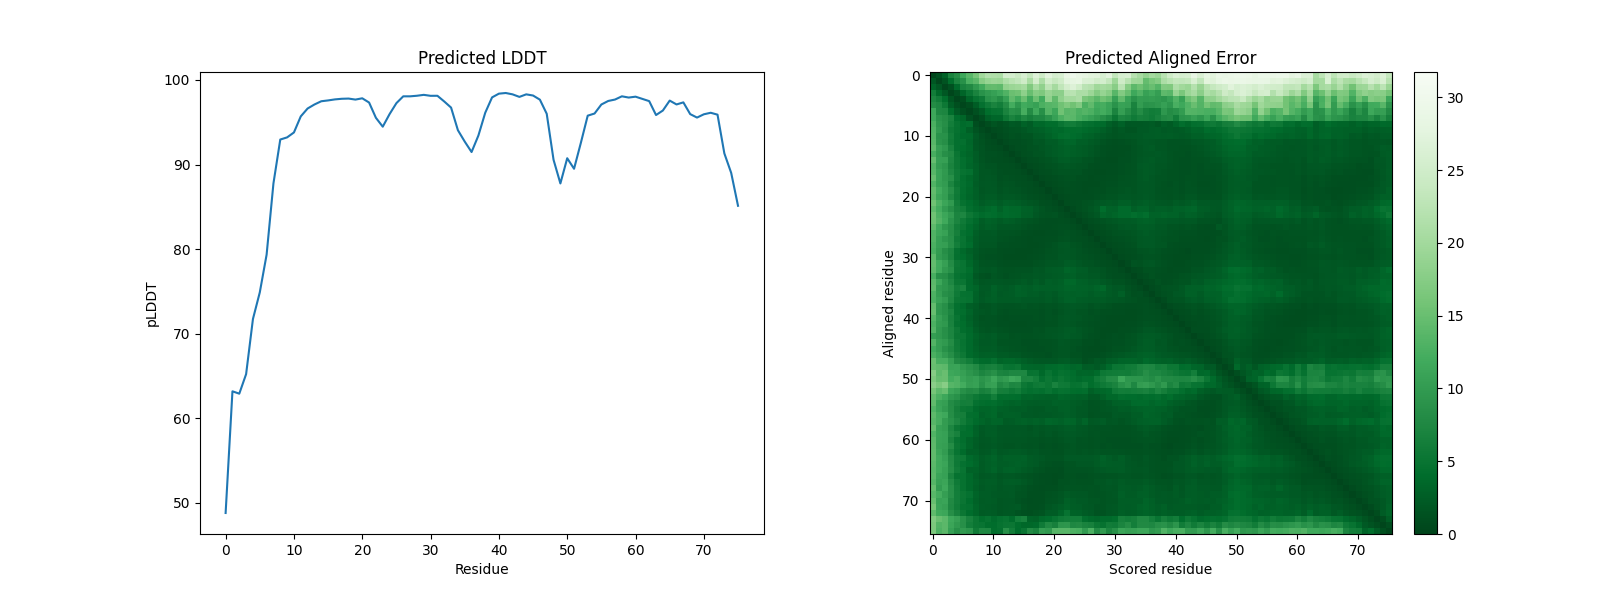 Predicted LDDT
100
90
80
70
60
50
pLDDT
0 10 20 30 40 50 60 70
Residue
Predicted Aligned Error
0
10
20
30
40
50
60
70
Aligned residue
0 10 20 30 40 50 60 70
Scored residue
30
25
20
15
10
5
0